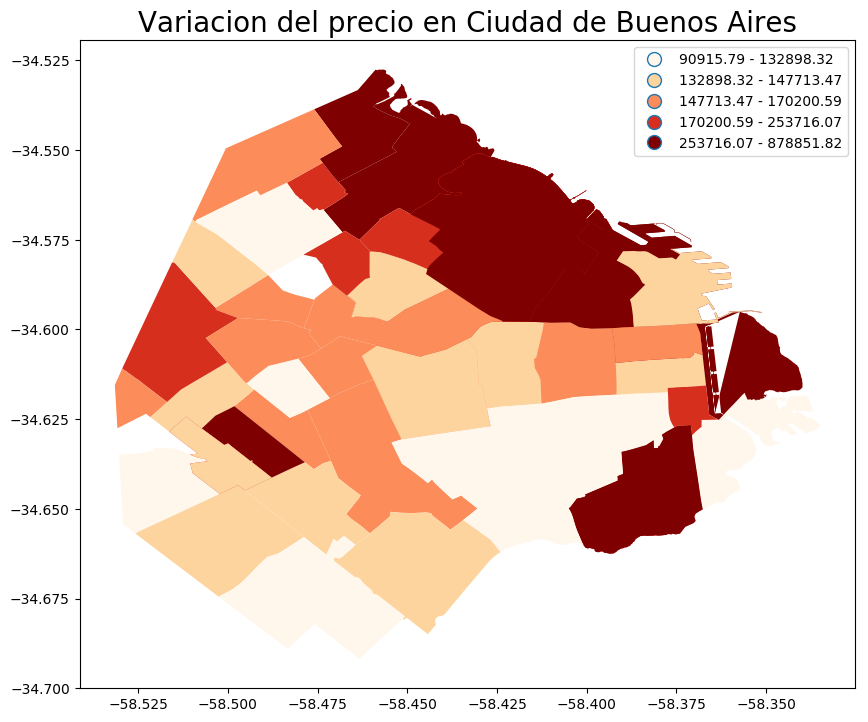 Variacion del precio en Ciudad de Buenos Aires
90915.79 - 132898.32
132898.32 - 147713.47
147713.47 - 170200.59
170200.59 - 253716.07
253716.07 - 878851.82
−34.525
−34.550
−34.575
−34.600
−34.625
−34.650
−34.675
−34.700
−58.525
−58.500
−58.475
−58.450
−58.425
−58.400
−58.375
−58.350